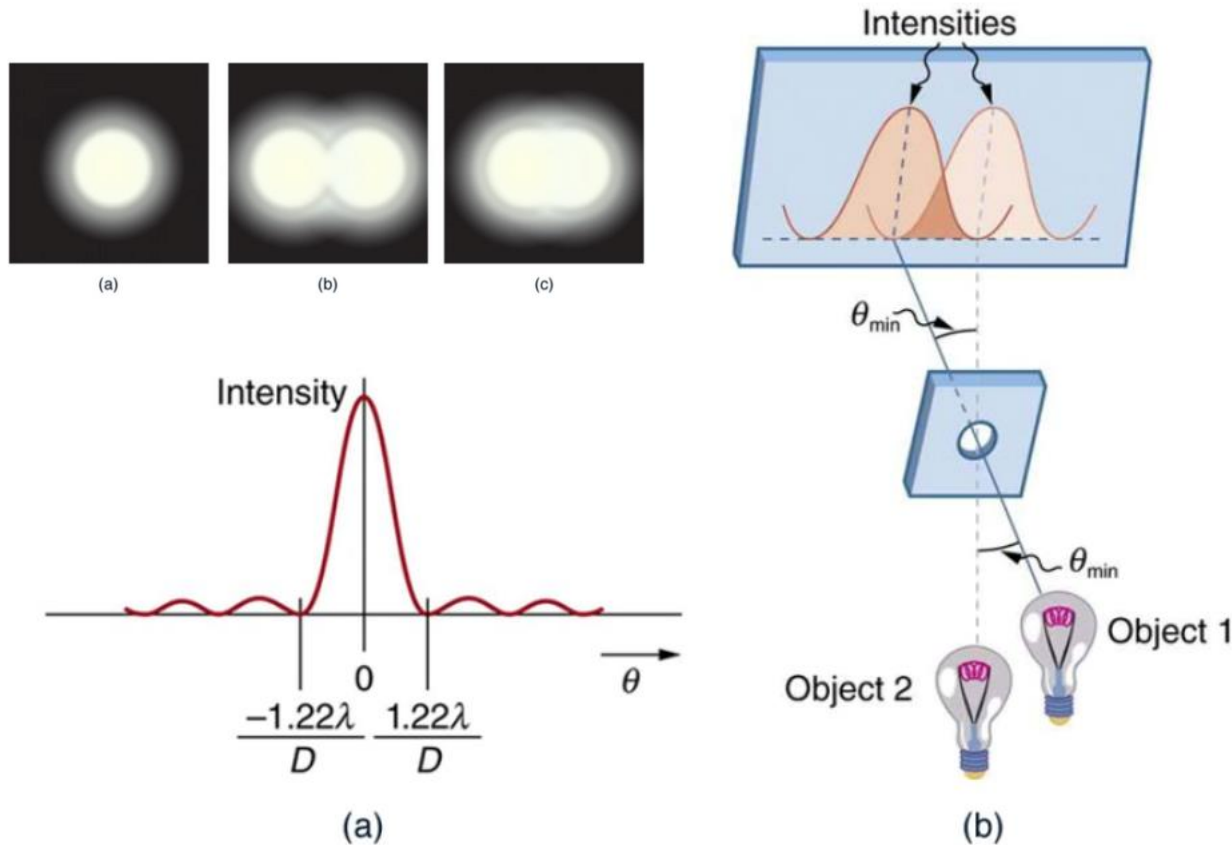 (a)
(b)
(c)
Intensity
0
θ
−1.22λ
D
1.22λ
D
(a)
Intensities
θmin
θmin
Object 1
Object 2
(b)